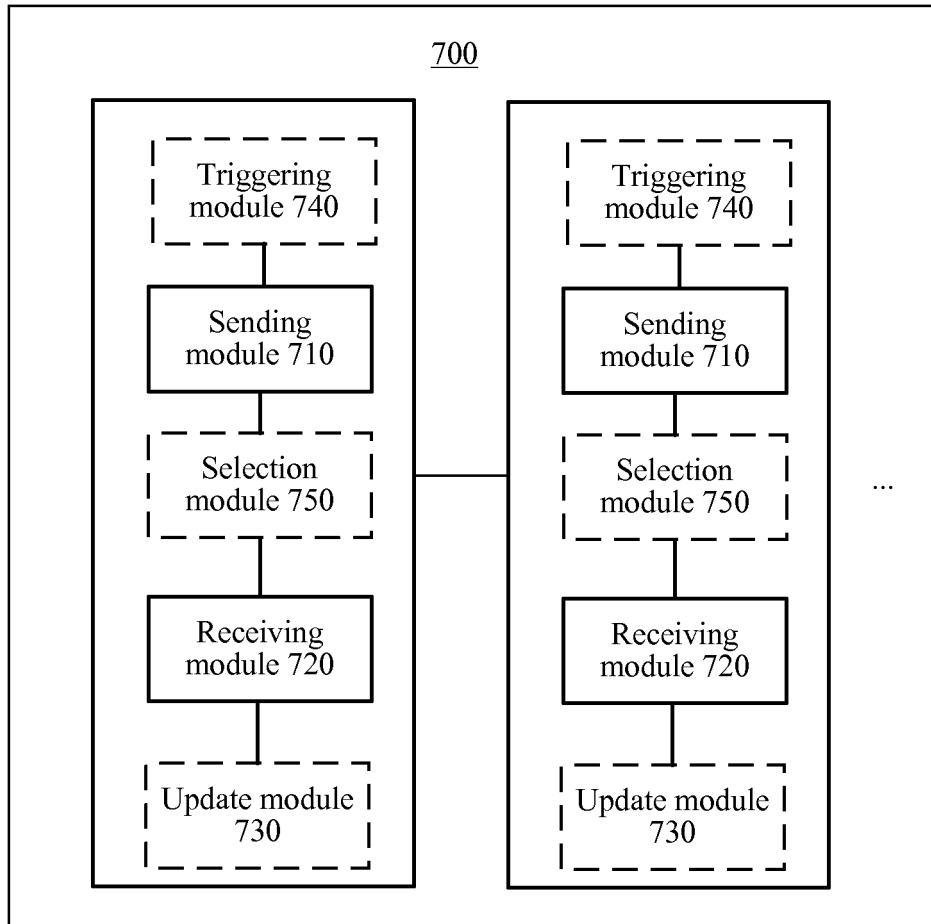 700
Triggering
module 740
Sending
module 710
Selection
module 750
Receiving
module 720
Update module
730
Triggering
module 740
Sending
module 710
Selection
module 750
Receiving
module 720
Update module
730
...